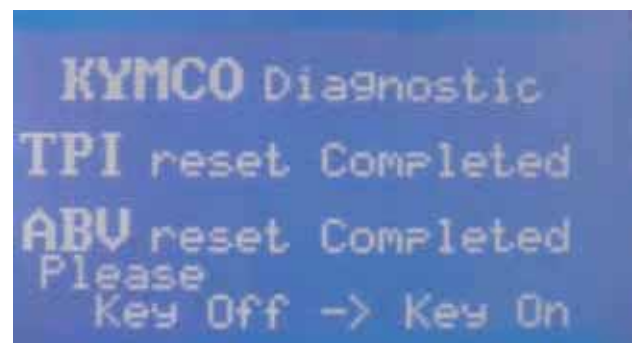 KYMCO Diagnostic
TPI reset Completed
ABV reset Completed
Please
Key Off -> Key On